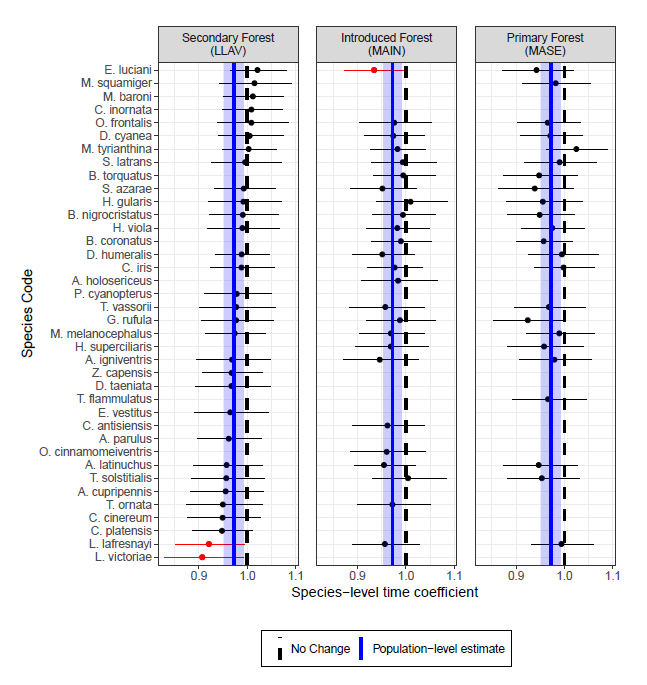 Secondary Forest
(LLAV)
Introduced Forest
(MAIN)
Primary Forest
(MASE)
Species Code
E. luciani
M. squamiger
M. baroni
C. inornata
O. frontalis
D. cyanea
M. tyrianthina
S. latrans
B. torquatus
S. azarae
H. gularis
B. nigrocristatus
H. viola
B. coronatus
D. humeralis
C. iris
A. holosericeus
P. cyanopterus
T. vassorii
G. rufula
M. melanocephalus
H. superciliaris
A. igniventris
Z. capensis
D. taeniata
T. flammulatus
E. vestitus
C. antisiensis
A. parulus
O. cinnamomeiventris
A. latinuchus
T. solstitialis
A. cupripennis
T. ornata
C. cinereum
C. platensis
L. lafresnayi
L. victoriae
0.9 1.0 1.1 0.9 1.0 1.1 0.9 1.0 1.1
Species−level time coefficient
No Change Population−level estimate